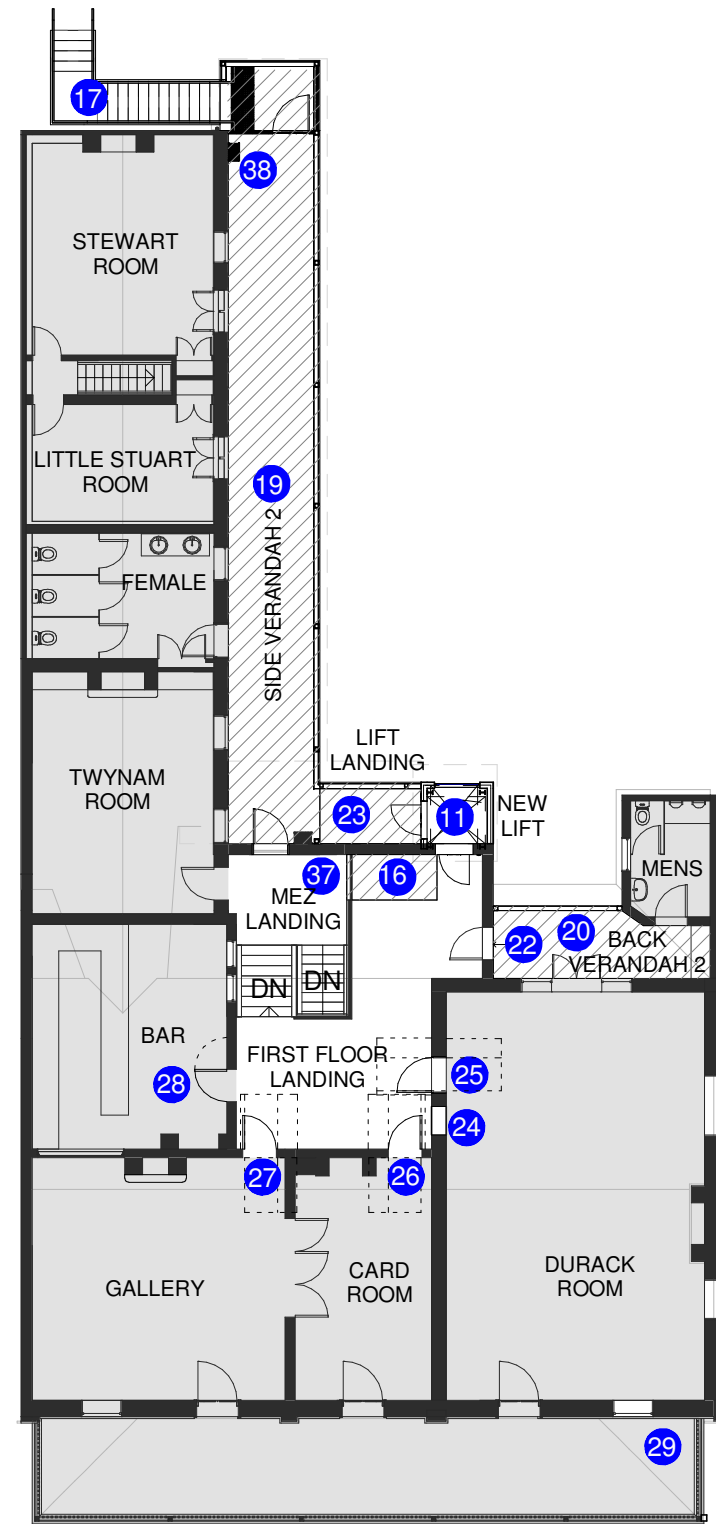 17
38
STEWART
ROOM
LITTLE STUART
ROOM
19
SIDE VERANDAH 2
FEMALE
LIFT
LANDING
TWYNAM
ROOM
23
11
NEW
LIFT
37
16
MEZ
LANDING
MENS
20
22
BACK
VERANDAH 2
DN
DN
BAR
28
FIRST FLOOR
LANDING
25
24
27
26
GALLERY
CARD
ROOM
DURACK
ROOM
29